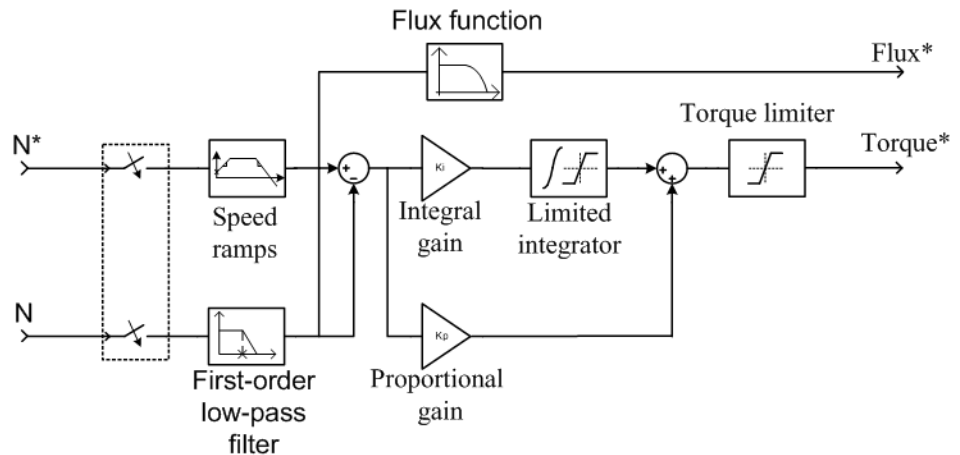 Flux function
Flux*
Torque limiter
N*
Torque*
+
-
Ki
+
+
Speed
ramps
Integral
gain
Limited
integrator
N
Kp
First-order
low-pass
filter
Proportional
gain